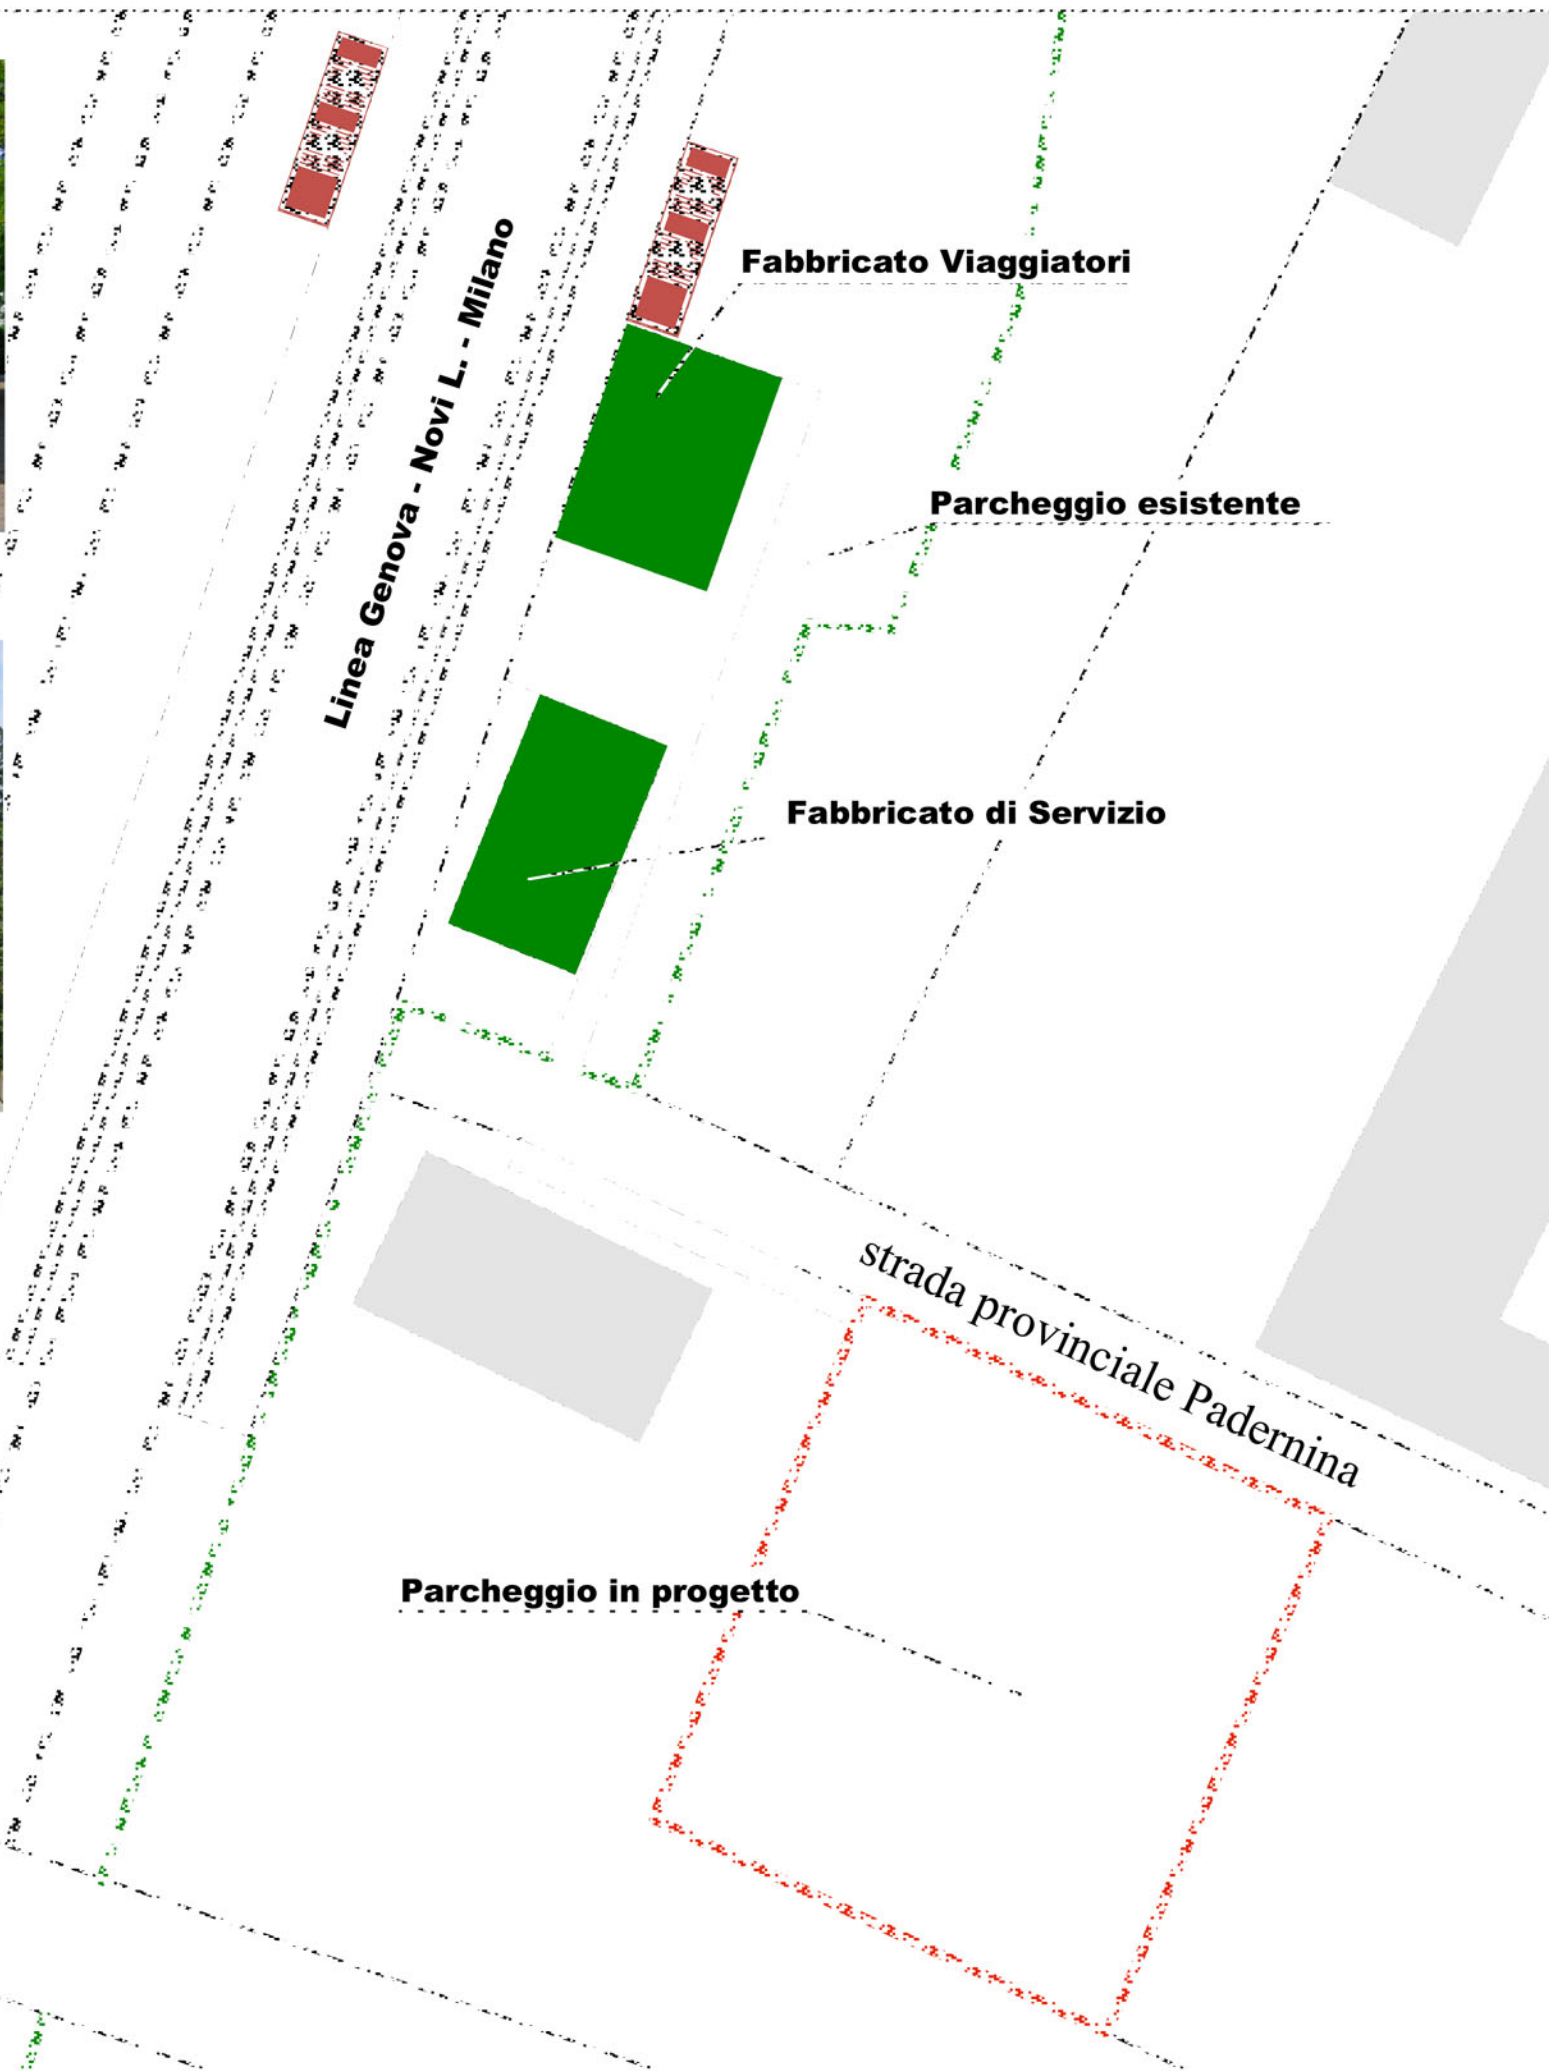 Fabbricato Viaggiatori
Linea Genova - Novi L. - Milano
Parcheggio esistente
Fabbricato di Servizio
strada provinciale Padernina
Parcheggio in progetto